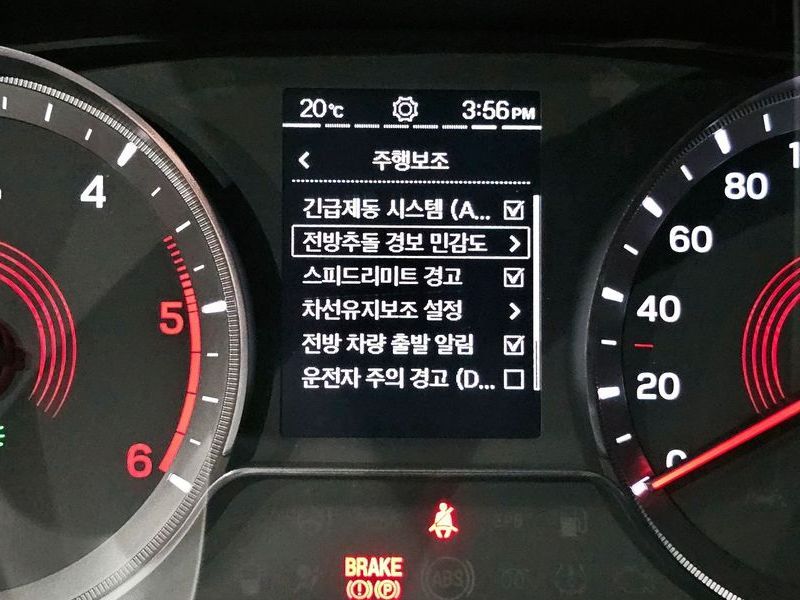 20℃ 3:56PM
주행보조
긴급제동 시스템 (A...
전방추돌 경보 민감도
스피드리미트 경고
차선유지보조 설정
전방 차량 출발 알림
운전자 주의 경고 (D...
4
5
6
80
60
40
20
0
BRAKE
(!) (P)
ABS